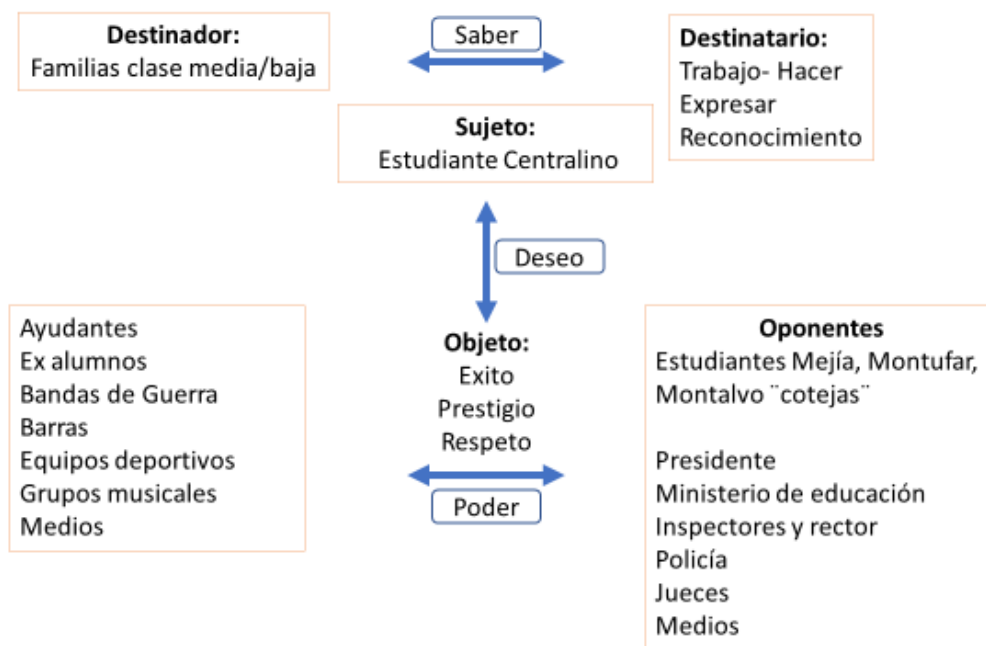 Destinador:
Familias clase media/baja
Saber
Destinatario:
Trabajo- Hacer
Expresar
Reconocimiento
Sujeto:
Estudiante Centralino
Deseo
Ayudantes
Ex alumnos
Bandas de Guerra
Barras
Equipos deportivos
Grupos musicales
Medios
Objeto:
Exito
Prestigio
Respeto
Poder
Oponentes
Estudiantes Mejía, Montufar,
Montalvo ¨cotejas¨
Presidente
Ministerio de educación
Inspectores y rector
Policía
Jueces
Medios